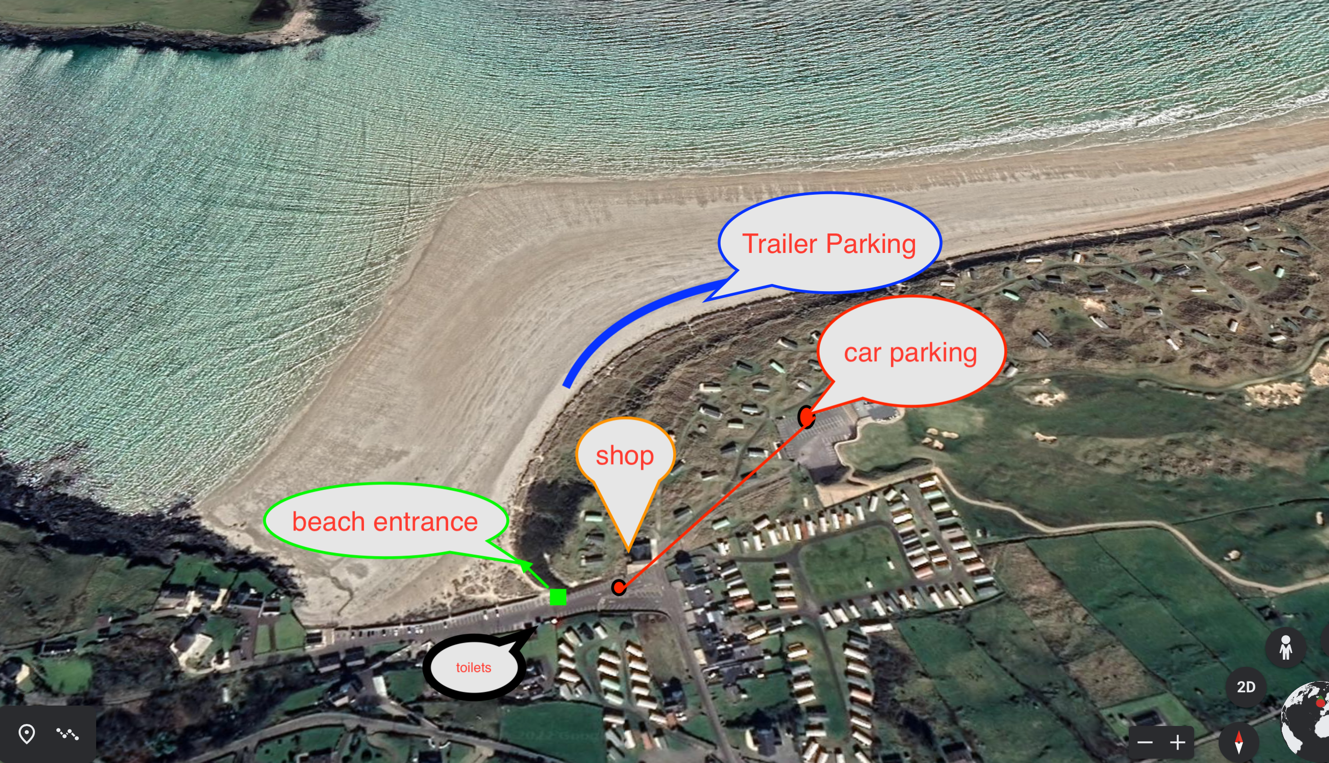 Trailer Parking
car parking
shop
beach entrance
toilets
2D